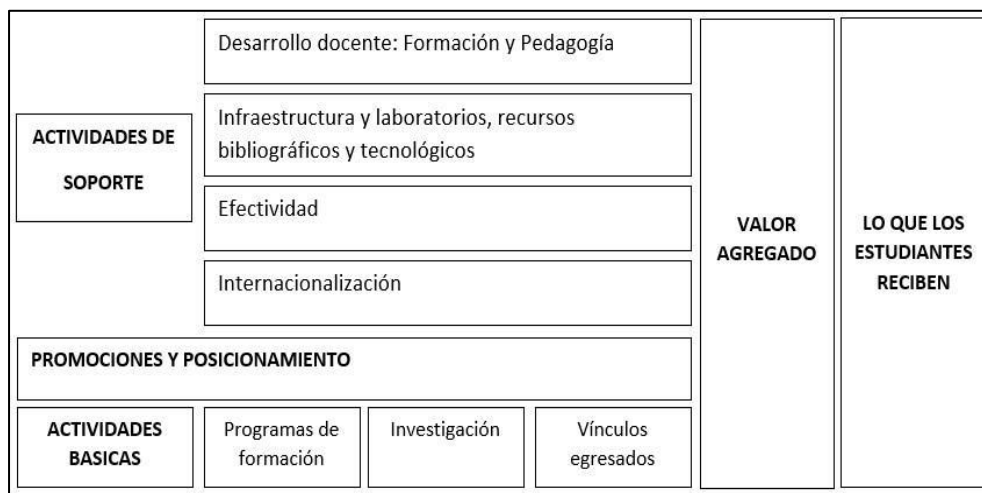 Desarrollo docente: Formación y Pedagogía
ACTIVIDADES DE
SOPORTE
Infraestructura y laboratorios, recursos
bibliográficos y tecnológicos
Efectividad
Internacionalización
PROMOCIONES Y POSICIONAMIENTO
ACTIVIDADES
BASICAS
Programas de
formación
Investigación
Vínculos
egresados
VALOR
AGREGADO
LO QUE LOS
ESTUDIANTES
RECIBEN